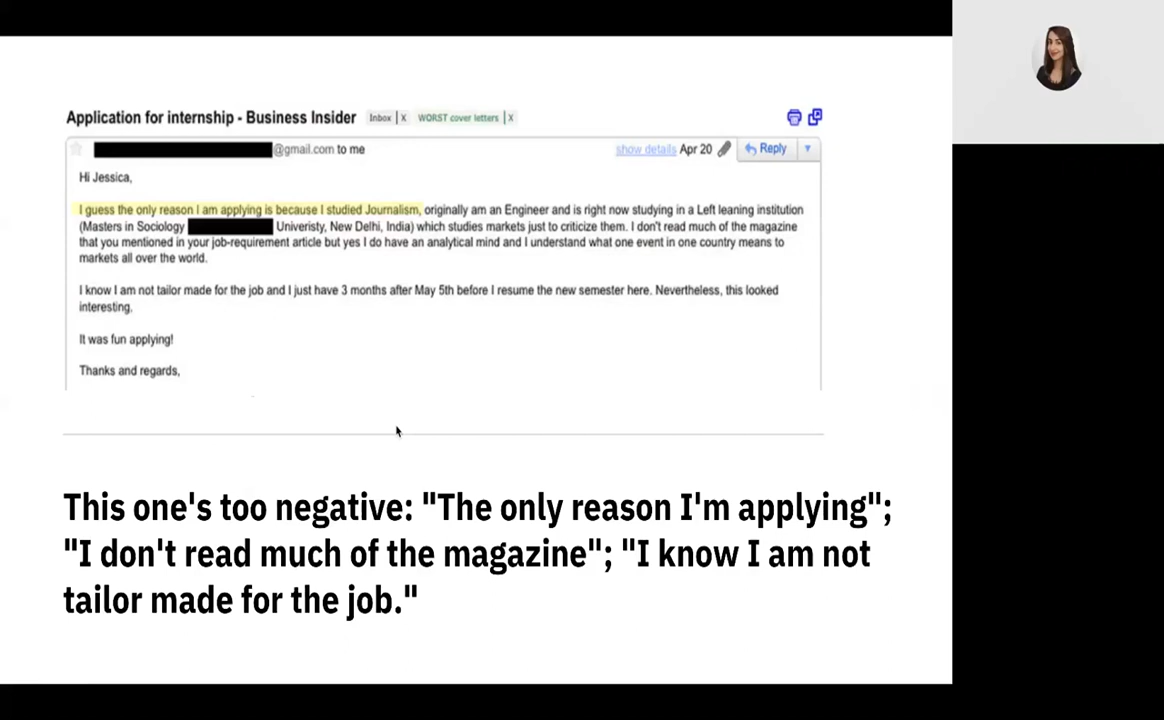 Application for internship - Business Insider Inbox | X WORST cover letters | X
@gmail.com to me show details Apr 20 Reply
Hi Jessica,
I guess the only reason I am applying is because I studied Journalism, originally am an Engineer and is right now studying in a Left leaning institution
(Masters in Sociology Univeristy, New Delhi, India) which studies markets just to criticize them. I don't read much of the magazine
that you mentioned in your job-requirement article but yes I do have an analytical mind and I understand what one event in one country means to
markets all over the world.
I know I am not tailor made for the job and I just have 3 months after May 5th before I resume the new semester here. Nevertheless, this looked
interesting.
It was fun applying!
Thanks and regards,
This one's too negative: "The only reason I'm applying";
"I don't read much of the magazine"; "I know I am not
tailor made for the job."